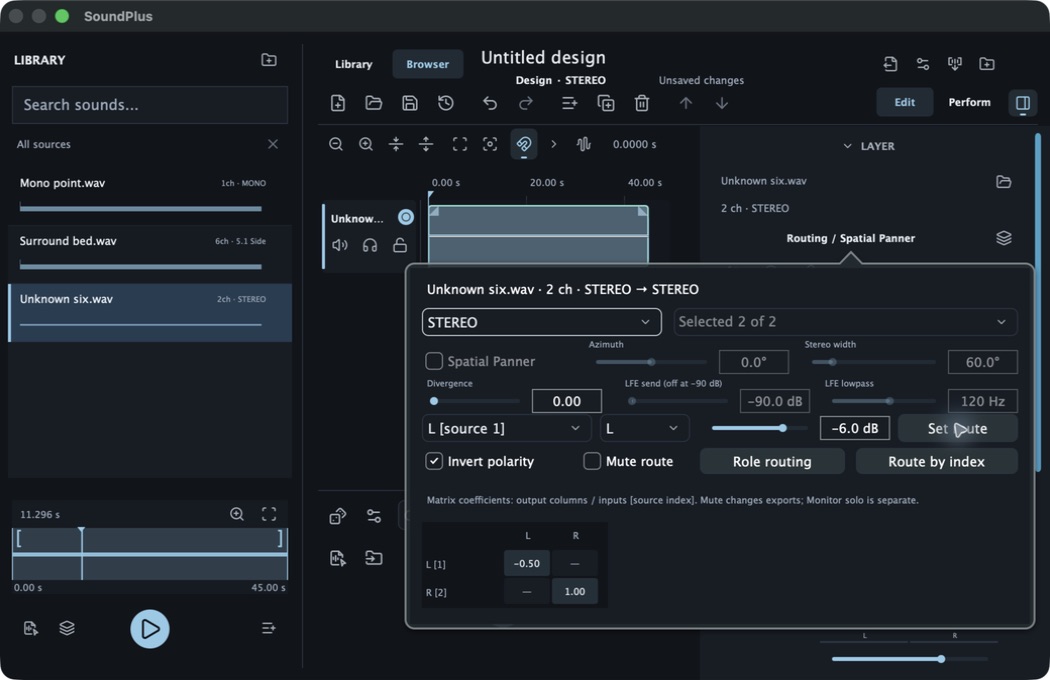 SoundPlus
LIBRARY
Search sounds...
All sources
Mono point.wav
1ch · MONO
Surround bed.wav
6ch · 5.1 Side
Unknown six.wav
2ch · STEREO
11.296 s
[ ]
0.00 s
45.00 s
Library
Browser
Untitled design
Design · STEREO
Unsaved changes
Edit
Perform
0.0000 s
0.00 s
20.00 s
40.00 s
Unknow...
LAYER
Unknown six.wav
2 ch · STEREO
Routing / Spatial Panner
Unknown six.wav · 2 ch · STEREO → STEREO
STEREO
Selected 2 of 2
Spatial Panner
Azimuth
0.0°
Stereo width
60.0°
Divergence
0.00
LFE send (off at −90 dB)
-90.0 dB
LFE lowpass
120 Hz
L [source 1]
L
-6.0 dB
Invert polarity
Mute route
Role routing
Route by index
Matrix coefficients: output columns / inputs [source index]. Mute changes exports; Monitor solo is separate.
L R
L [1] -0.50 —
R [2] — 1.00
L R